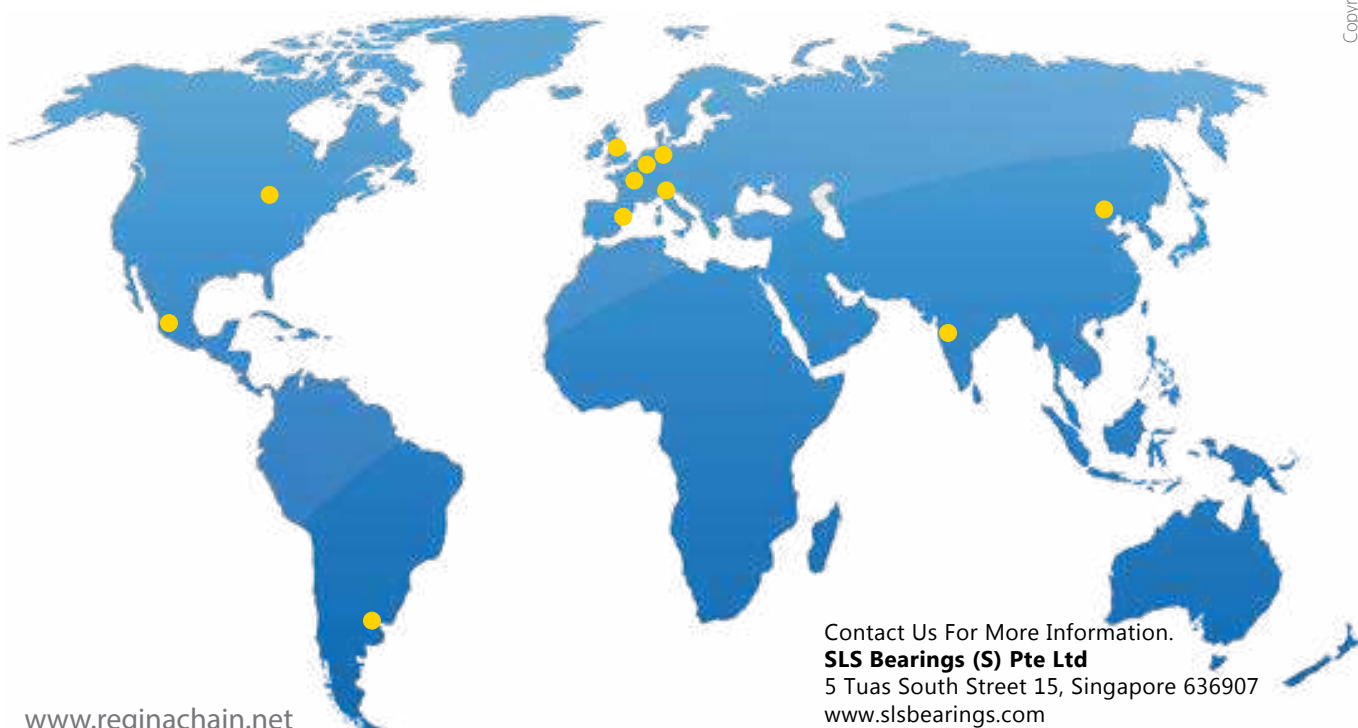 Contact Us For More Information.
SLS Bearings (S) Pte Ltd
5 Tuas South Street 15, Singapore 636907
www.slsbearings.com
www.reginachain.net